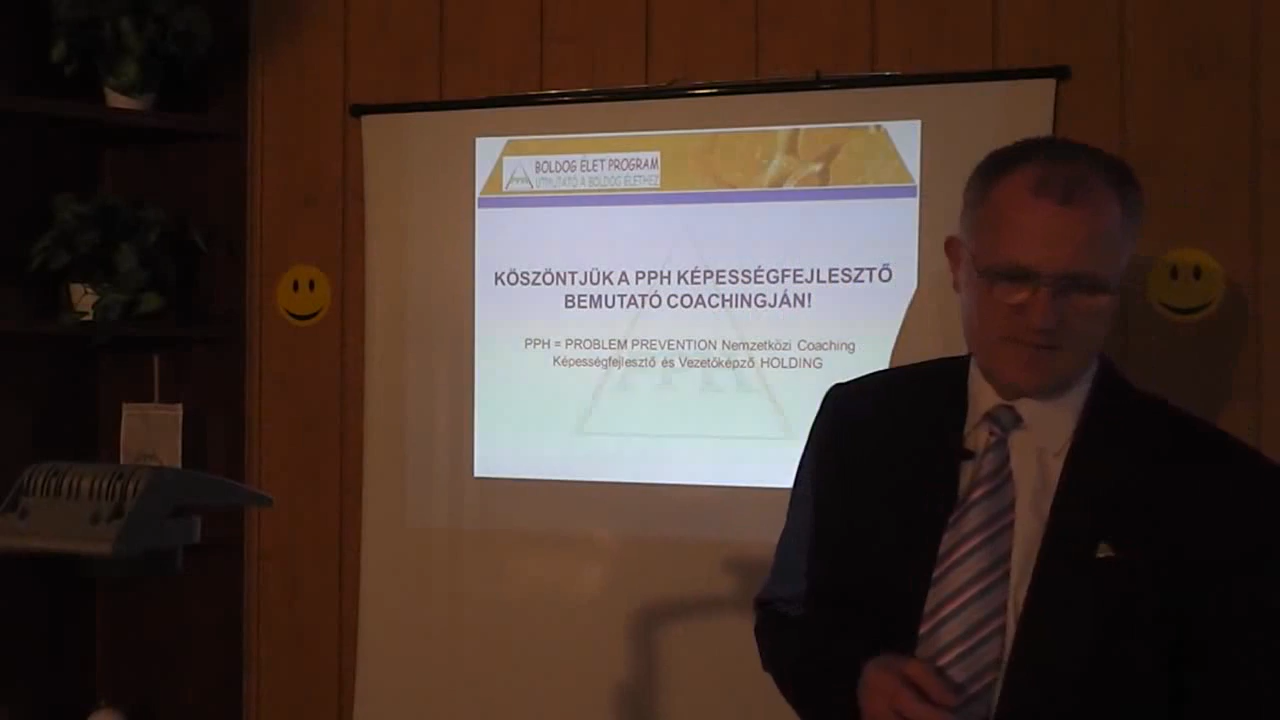 BOLDOG ÉLET PROGRAM
ÚTMUTATÓ A BOLDOG ÉLETHEZ
KÖSZÖNTJÜK A PPH KÉPESSÉGFEJLESZTŐ
BEMUTATÓ COACHINGJÁN!
PPH = PROBLEM PREVENTION Nemzetközi Coaching
Képességfejlesztő és Vezetőképző HOLDING